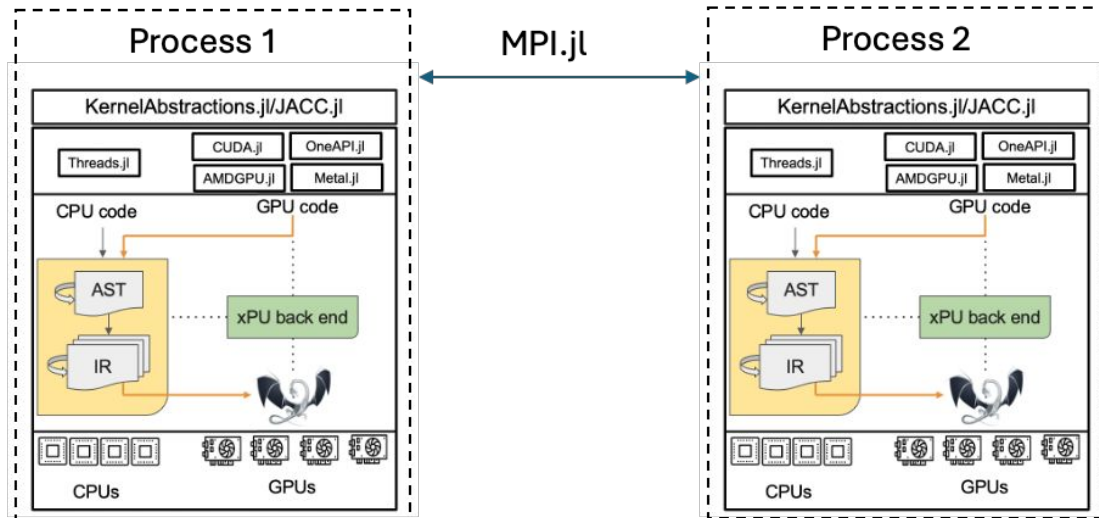 Process 1
MPI.jl
Process 2
KernelAbstractions.jl/JACC.jl
Threads.jl
CUDA.jl
OneAPI.jl
AMDGPU.jl
Metal.jl
CPU code
GPU code
AST
xPU back end
IR
CPUs
GPUs
KernelAbstractions.jl/JACC.jl
Threads.jl
CUDA.jl
OneAPI.jl
AMDGPU.jl
Metal.jl
CPU code
GPU code
AST
xPU back end
IR
CPUs
GPUs